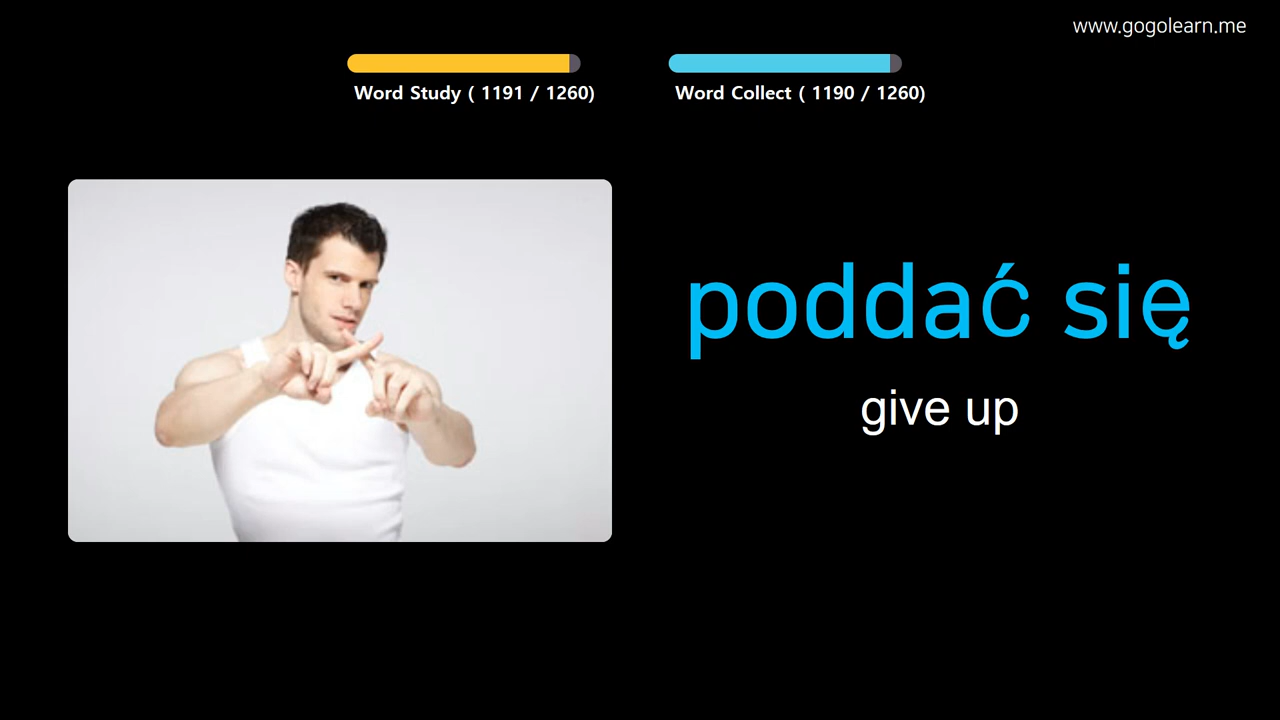 www.gogolearn.me
Word Study ( 1191 / 1260)
Word Collect ( 1190 / 1260)
poddać się
give up